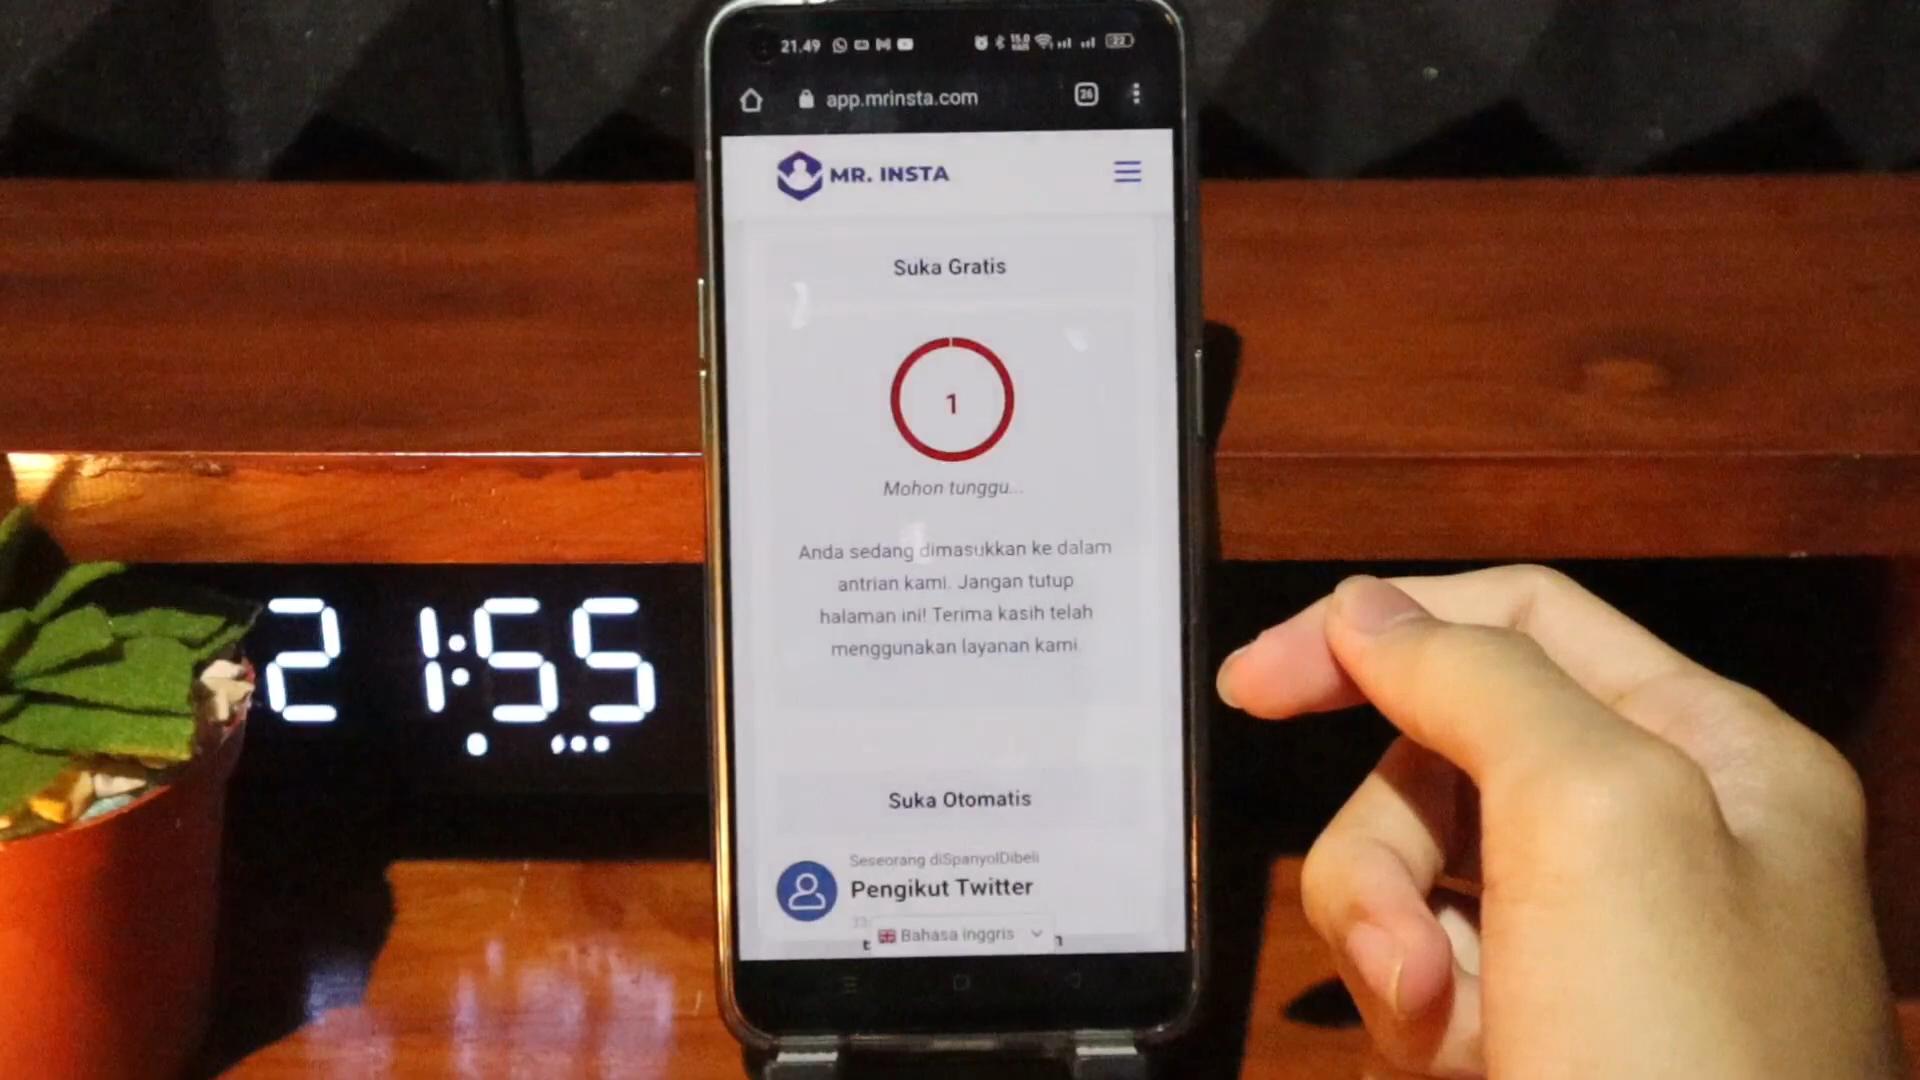 21.49
22
app.mrinsta.com
26
MR. INSTA
Suka Gratis
1
Mohon tunggu...
Anda sedang dimasukkan ke dalam
antrian kami. Jangan tutup
halaman ini! Terima kasih telah
menggunakan layanan kami.
21:55
Suka Otomatis
Seseorang diSpanyolDibeli
Pengikut Twitter
Bahasa inggris